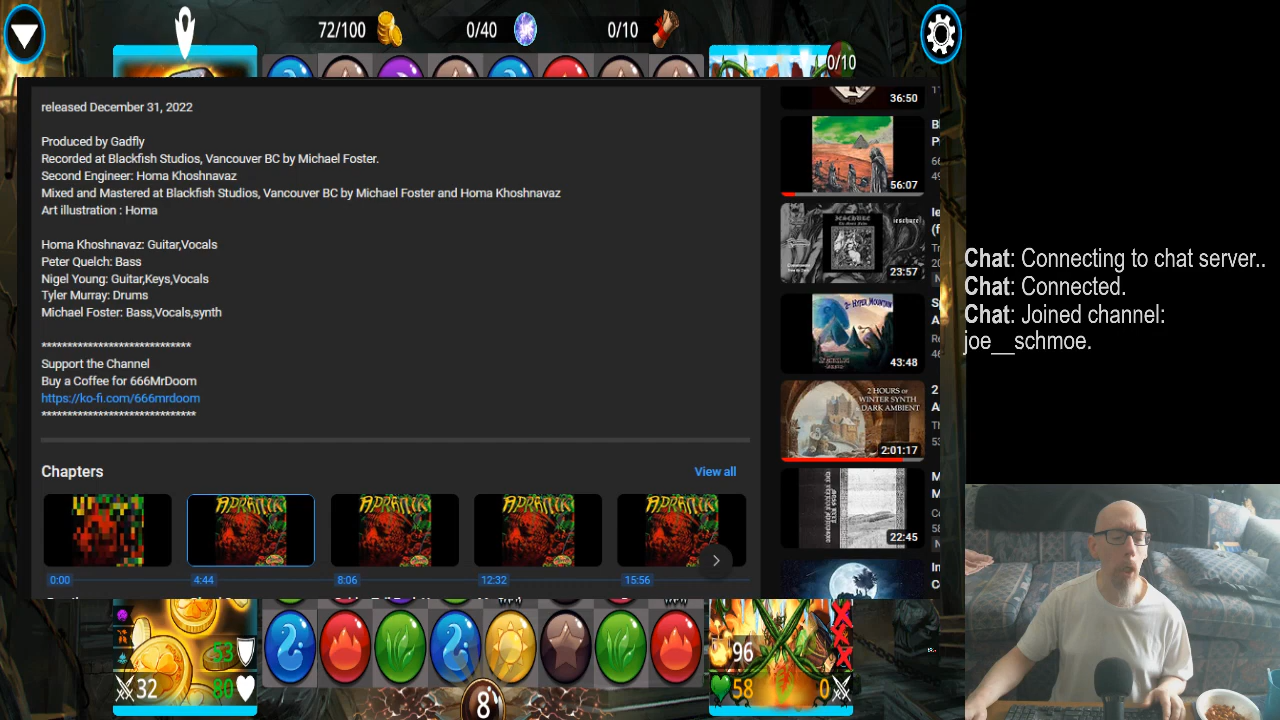 72/100
0/40
0/10
0/10
released December 31, 2022
Produced by Gadfly
Recorded at Blackfish Studios, Vancouver BC by Michael Foster.
Second Engineer: Homa Khoshnavaz
Mixed and Mastered at Blackfish Studios, Vancouver BC by Michael Foster and Homa Khoshnavaz
Art illustration : Homa
Homa Khoshnavaz: Guitar,Vocals
Peter Quelch: Bass
Nigel Young: Guitar,Keys,Vocals
Tyler Murray: Drums
Michael Foster: Bass,Vocals,synth
******************************
Support the Channel
Buy a Coffee for 666MrDoom
https://ko-fi.com/666mrdoom
*******************************
Chapters
View all
0:00
4:44
8:06
12:32
15:56
36:50
56:07
23:57
43:48
2 HOURS OF
WINTER SYNTH
DARK AMBIENT
2:01:17
22:45
Chat: Connecting to chat server..
Chat: Connected.
Chat: Joined channel:
joe__schmoe.
53
32
80
8
96
58
0